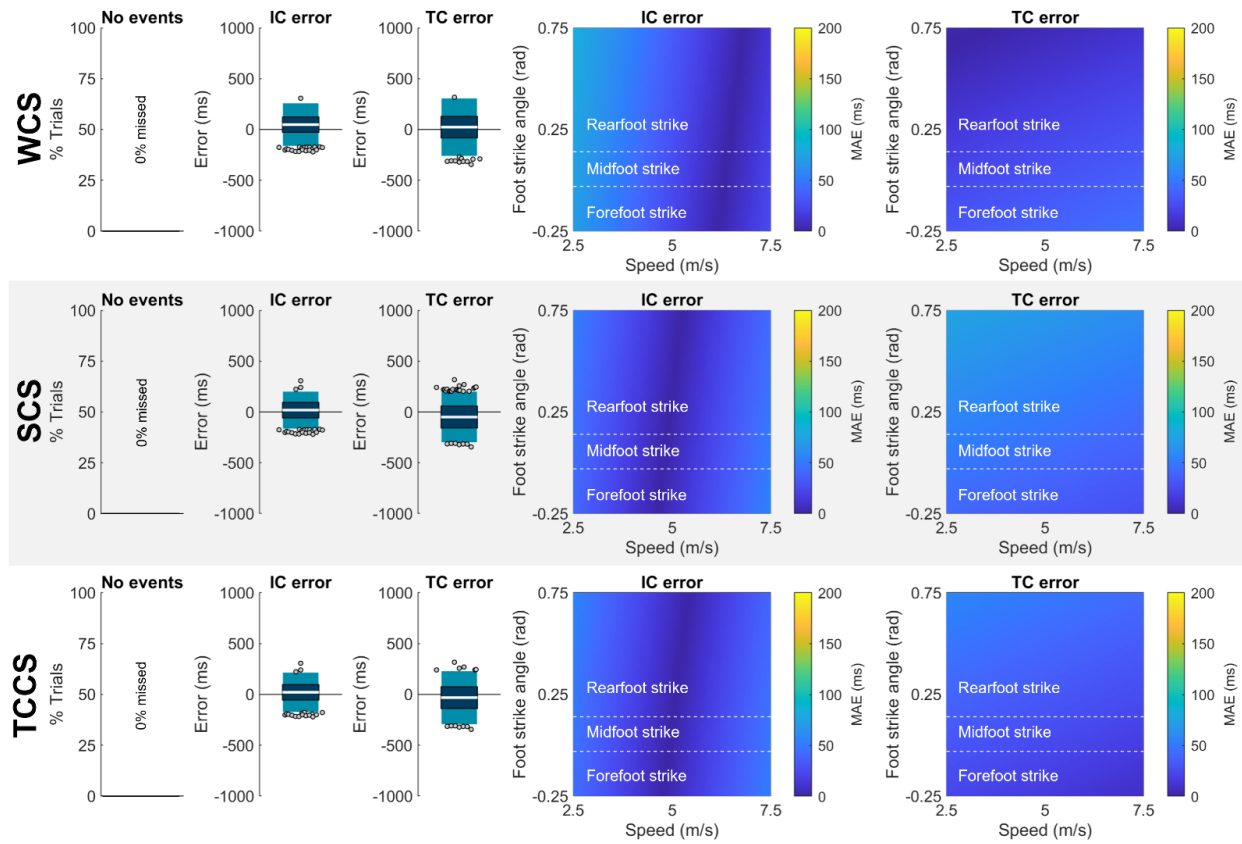 WCS
No events
% Trials
100
75
50
25
0
0% missed
IC error
Error (ms)
1000
500
0
-500
-1000
TC error
Error (ms)
1000
500
0
-500
-1000
IC error
Foot strike angle (rad)
0.75
0.25
-0.25
Rearfoot strike
Midfoot strike
Forefoot strike
2.5 5 7.5
Speed (m/s)
200
150
100
50
0
MAE (ms)
TC error
Foot strike angle (rad)
0.75
0.25
-0.25
Rearfoot strike
Midfoot strike
Forefoot strike
2.5 5 7.5
Speed (m/s)
200
150
100
50
0
MAE (ms)
SCS
No events
% Trials
100
75
50
25
0
0% missed
IC error
Error (ms)
1000
500
0
-500
-1000
TC error
Error (ms)
1000
500
0
-500
-1000
IC error
Foot strike angle (rad)
0.75
0.25
-0.25
Rearfoot strike
Midfoot strike
Forefoot strike
2.5 5 7.5
Speed (m/s)
200
150
100
50
0
MAE (ms)
TC error
Foot strike angle (rad)
0.75
0.25
-0.25
Rearfoot strike
Midfoot strike
Forefoot strike
2.5 5 7.5
Speed (m/s)
200
150
100
50
0
MAE (ms)
TCCS
No events
% Trials
100
75
50
25
0
0% missed
IC error
Error (ms)
1000
500
0
-500
-1000
TC error
Error (ms)
1000
500
0
-500
-1000
IC error
Foot strike angle (rad)
0.75
0.25
-0.25
Rearfoot strike
Midfoot strike
Forefoot strike
2.5 5 7.5
Speed (m/s)
200
150
100
50
0
MAE (ms)
TC error
Foot strike angle (rad)
0.75
0.25
-0.25
Rearfoot strike
Midfoot strike
Forefoot strike
2.5 5 7.5
Speed (m/s)
200
150
100
50
0
MAE (ms)